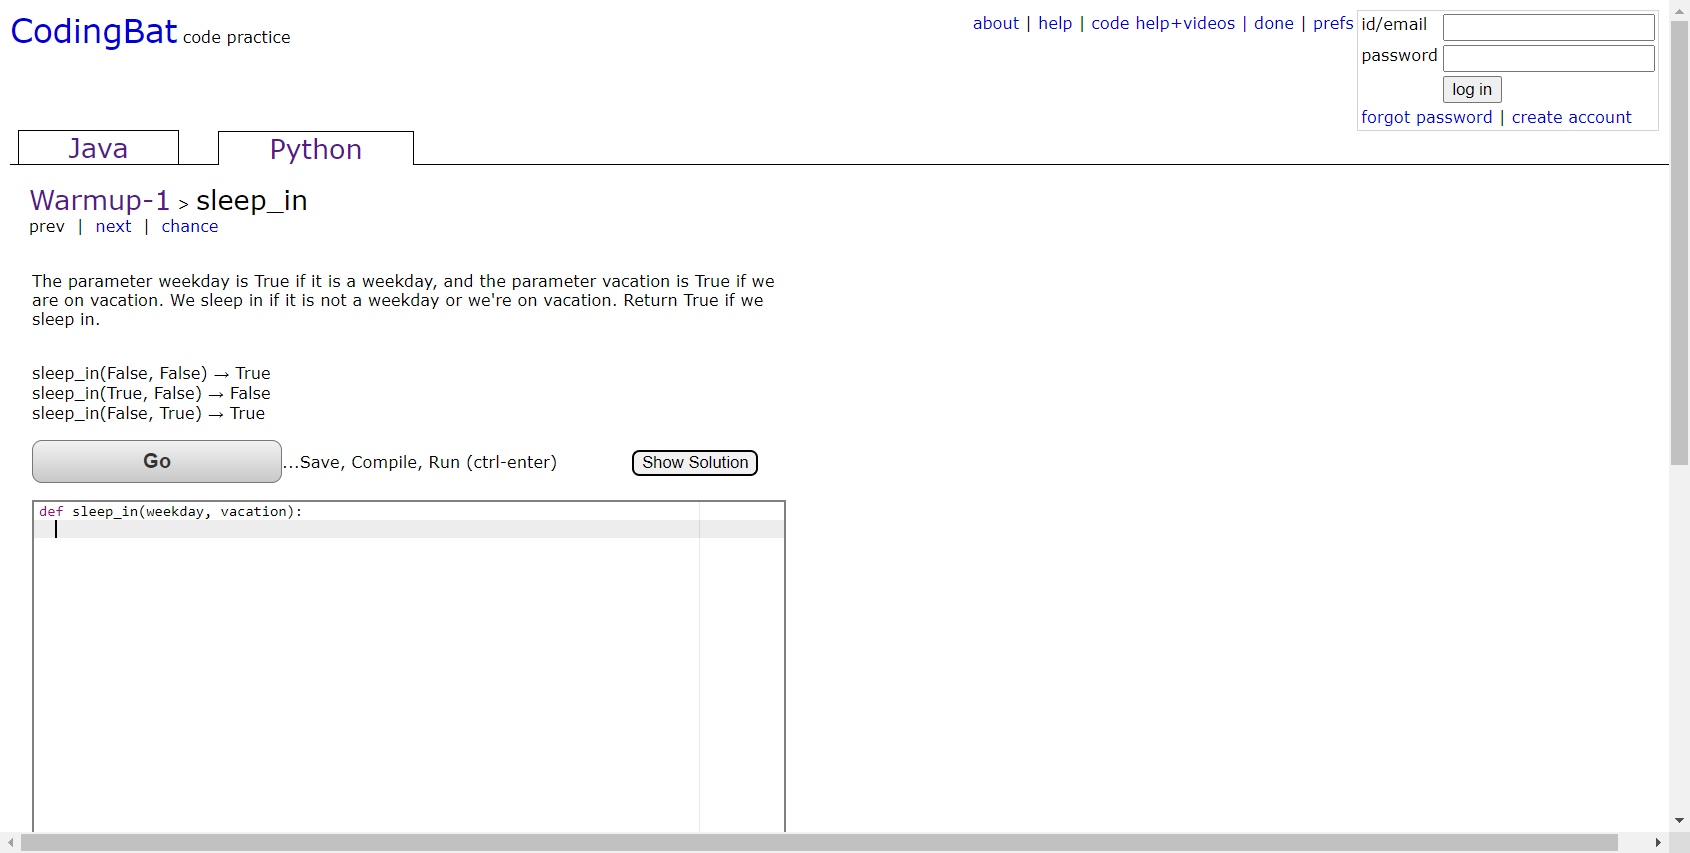 CodingBat code practice
about | help | code help+videos | done | prefs
id/email
password
log in
forgot password | create account
Java
Python
Warmup-1 > sleep_in
prev | next | chance
The parameter weekday is True if it is a weekday, and the parameter vacation is True if we
are on vacation. We sleep in if it is not a weekday or we're on vacation. Return True if we
sleep in.
sleep_in(False, False) → True
sleep_in(True, False) → False
sleep_in(False, True) → True
Go ...Save, Compile, Run (ctrl-enter) Show Solution
def sleep_in(weekday, vacation):